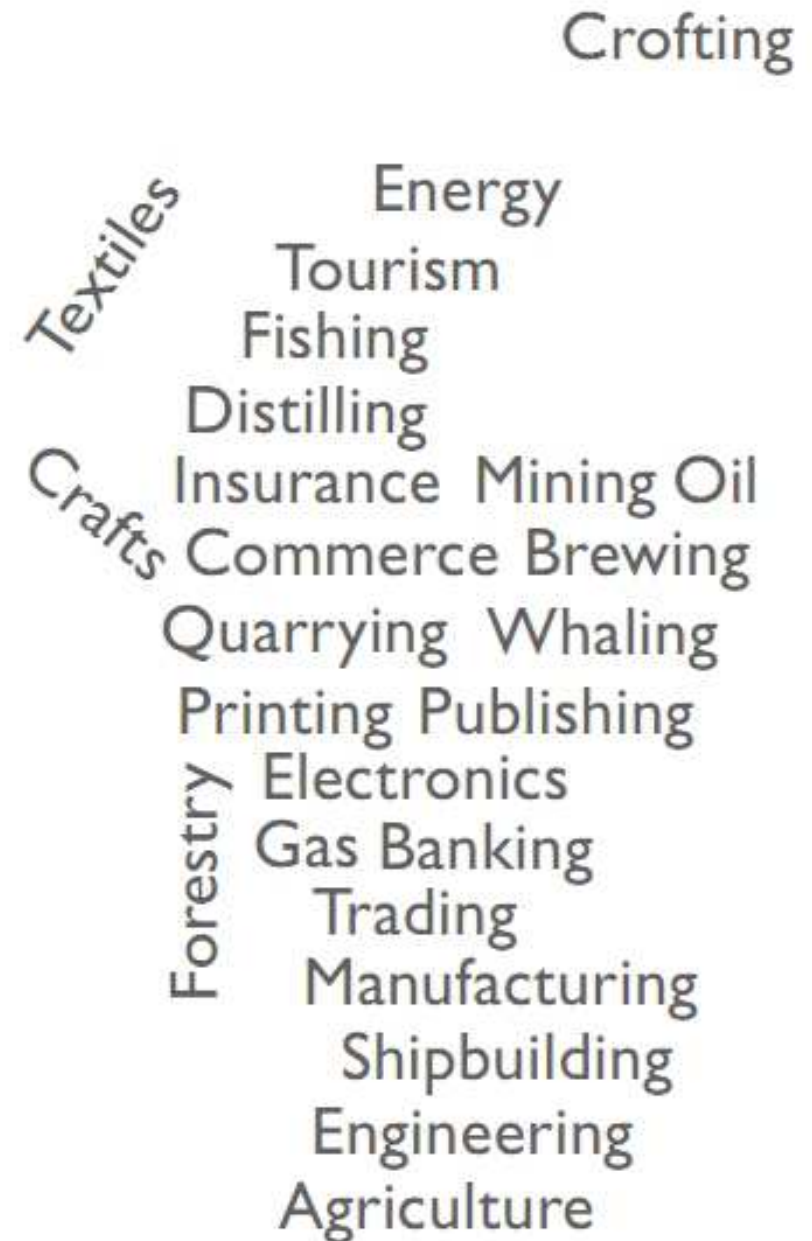 Crofting
Energy
Textiles
Tourism
Fishing
Distilling
Crafts
Insurance Mining Oil
Commerce Brewing
Quarrying Whaling
Printing Publishing
Electronics
Forestry
Gas Banking
Trading
Manufacturing
Shipbuilding
Engineering
Agriculture